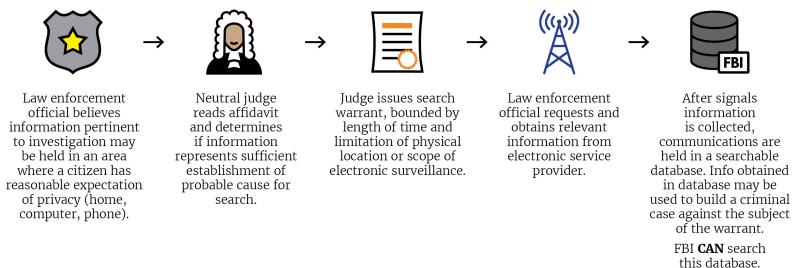 FBI
Law enforcement
official believes
information pertinent
to investigation may
be held in an area
where a citizen has
reasonable expectation
of privacy (home,
computer, phone).
Neutral judge
reads affidavit
and determines
if information
represents sufficient
establishment of
probable cause for
search.
Judge issues search
warrant, bounded by
length of time and
limitation of physical
location or scope of
electronic surveillance.
Law enforcement
official requests and
obtains relevant
information from
electronic service
provider.
After signals
information
is collected,
communications are
held in a searchable
database. Info obtained
in database may be
used to build a criminal
case against the subject
of the warrant.
FBI CAN search
this database.